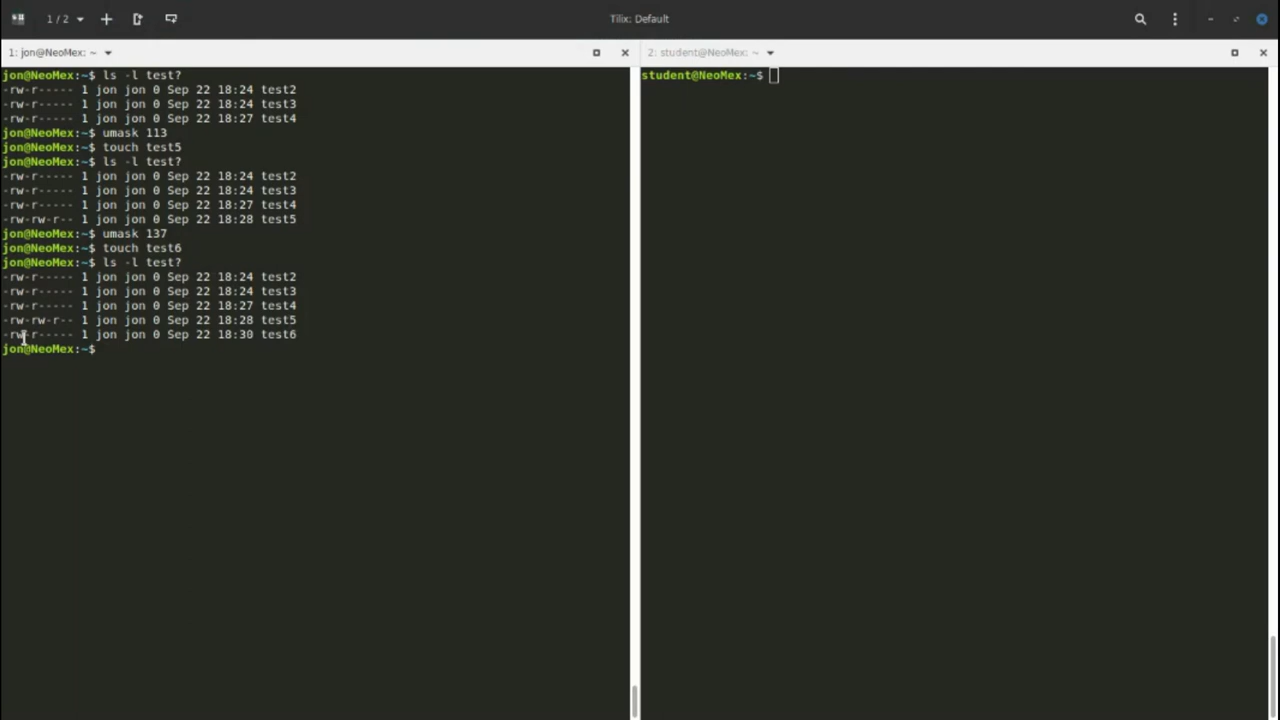 1 / 2
Tilix: Default
1: jon@NeoMex: ~
jon@NeoMex:~$ ls -l test?
-rw-r----- 1 jon jon 0 Sep 22 18:24 test2
-rw-r----- 1 jon jon 0 Sep 22 18:24 test3
-rw-r----- 1 jon jon 0 Sep 22 18:27 test4
jon@NeoMex:~$ umask 113
jon@NeoMex:~$ touch test5
jon@NeoMex:~$ ls -l test?
-rw-r----- 1 jon jon 0 Sep 22 18:24 test2
-rw-r----- 1 jon jon 0 Sep 22 18:24 test3
-rw-r----- 1 jon jon 0 Sep 22 18:27 test4
-rw-rw-r-- 1 jon jon 0 Sep 22 18:28 test5
jon@NeoMex:~$ umask 137
jon@NeoMex:~$ touch test6
jon@NeoMex:~$ ls -l test?
-rw-r----- 1 jon jon 0 Sep 22 18:24 test2
-rw-r----- 1 jon jon 0 Sep 22 18:24 test3
-rw-r----- 1 jon jon 0 Sep 22 18:27 test4
-rw-rw-r-- 1 jon jon 0 Sep 22 18:28 test5
-rw-r----- 1 jon jon 0 Sep 22 18:30 test6
jon@NeoMex:~$
2: student@NeoMex: ~
student@NeoMex:~$